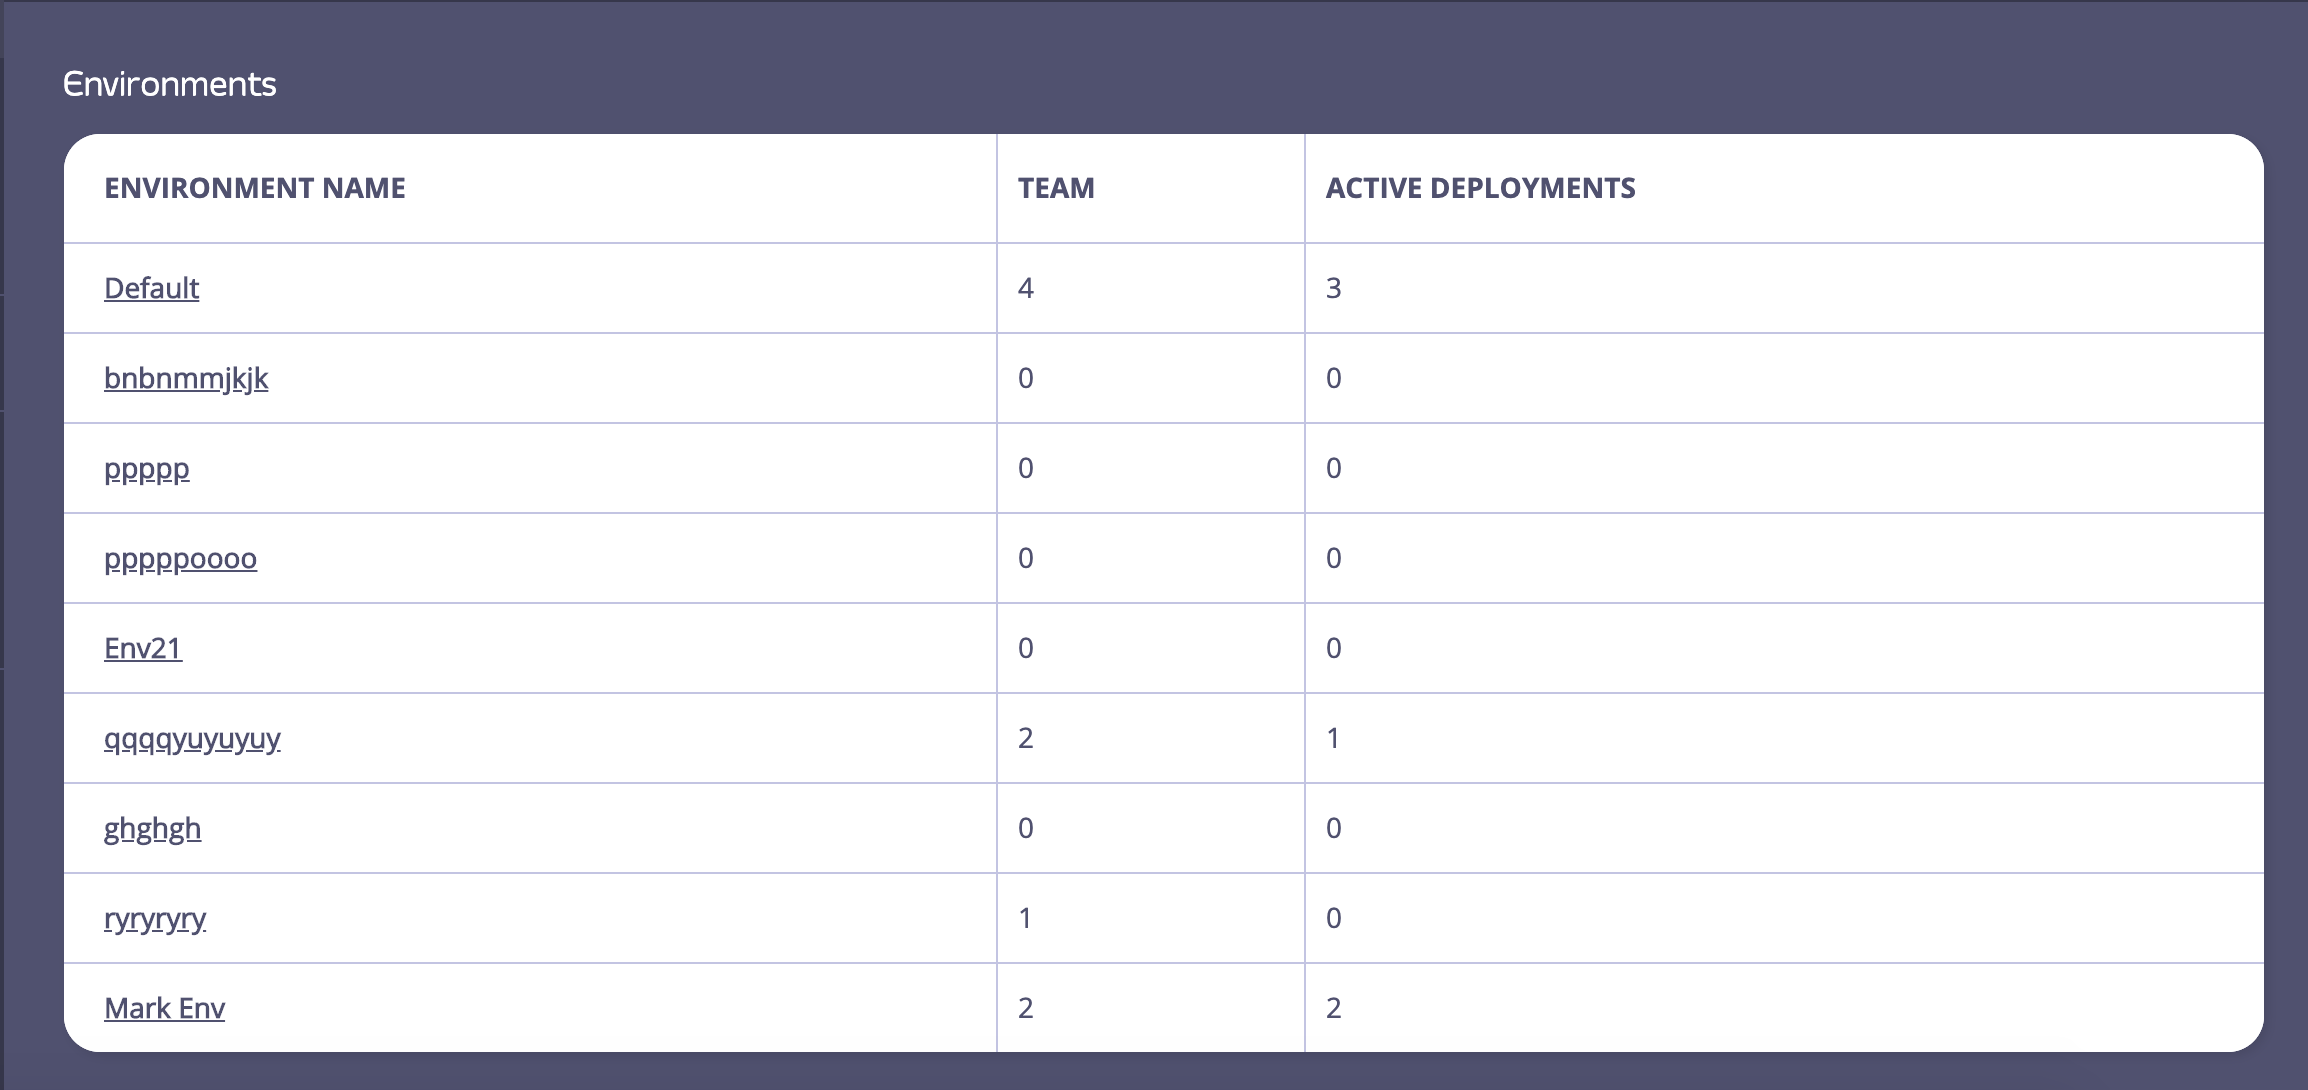 Environments
ENVIRONMENT NAME TEAM ACTIVE DEPLOYMENTS
Default 4 3
bnbnmmjkjk 0 0
ppppp 0 0
pppppoooo 0 0
Env21 0 0
qqqqyuyuyuy 2 1
ghghgh 0 0
ryryryry 1 0
Mark Env 2 2